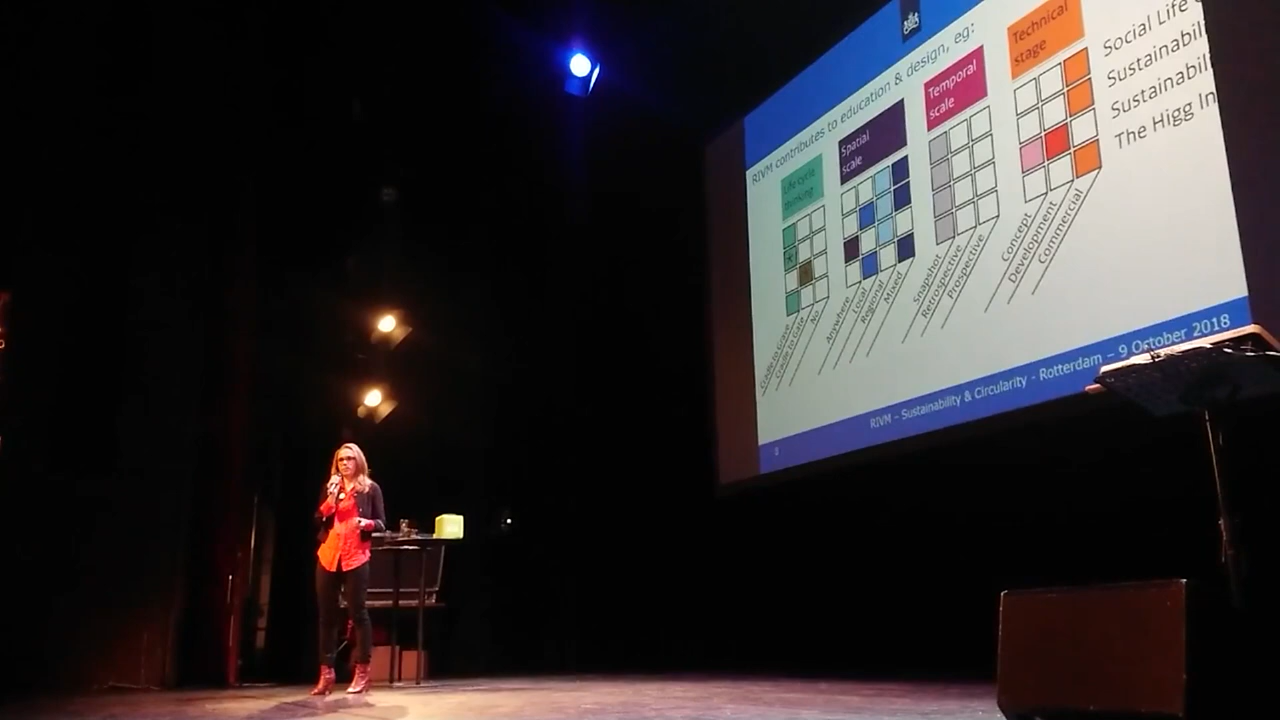 RIVM contributes to education & design, eg:
Life cycle
thinking
Spatial
scale
Temporal
scale
Technical
stage
Social Life
Sustainabil
Sustainabil
The Higg In
Cradle to Grave
Cradle to Gate
No
Anywhere
Local
Regional
Mixed
Snapshot
Retrospective
Prospective
Concept
Development
Commercial
RIVM – Sustainability & Circularity - Rotterdam – 9 October 2018